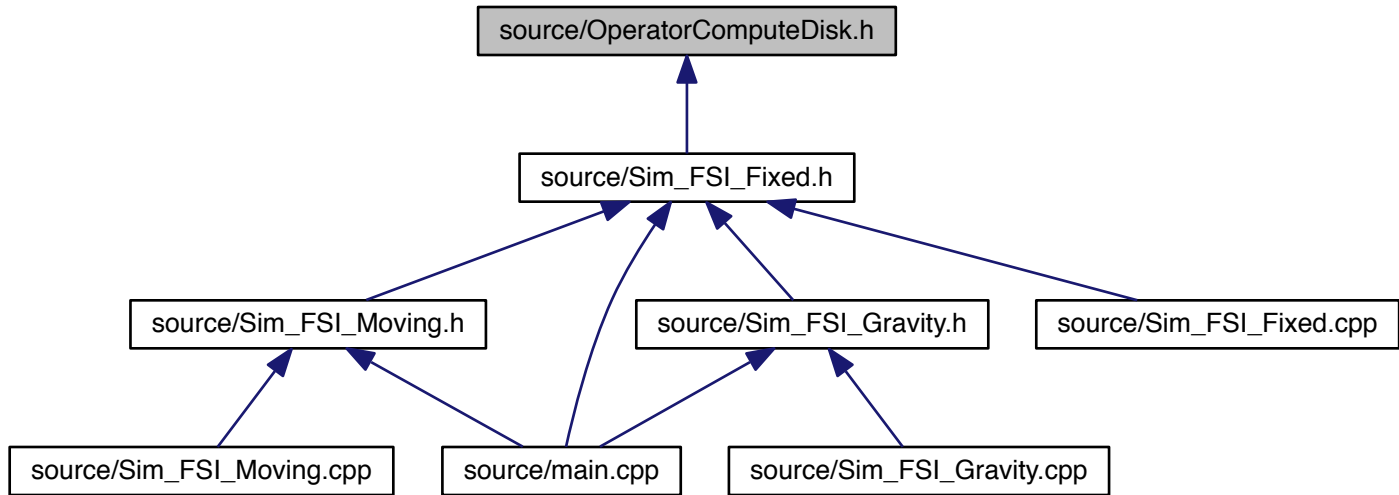 source/OperatorComputeDisk.h
source/Sim_FSI_Fixed.h
source/Sim_FSI_Moving.h
source/Sim_FSI_Gravity.h
source/Sim_FSI_Fixed.cpp
source/Sim_FSI_Moving.cpp
source/main.cpp
source/Sim_FSI_Gravity.cpp